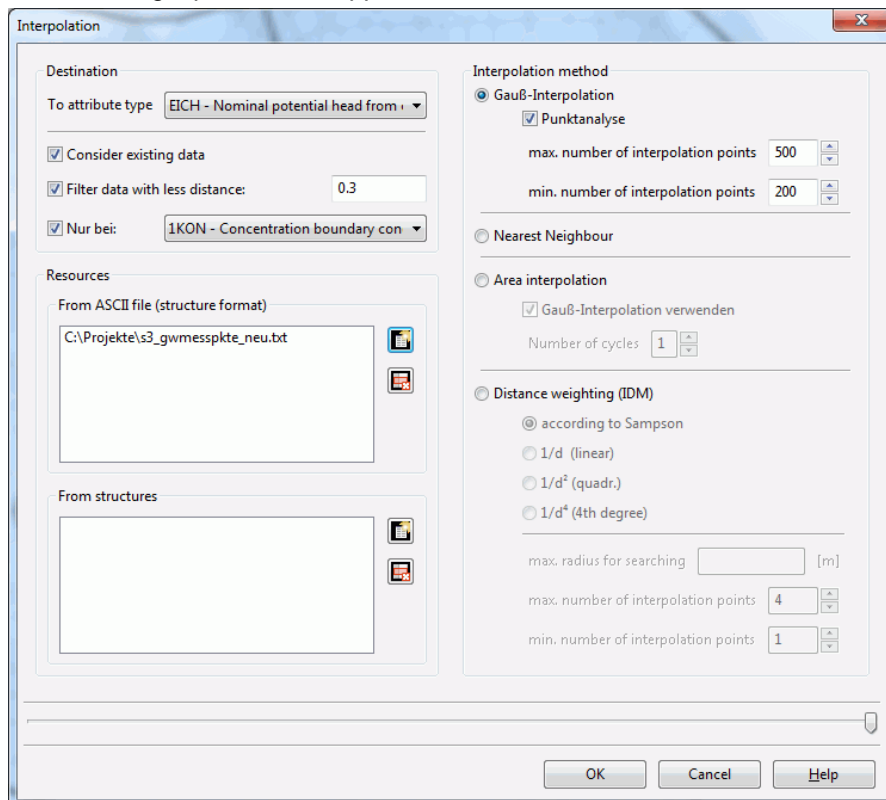 Interpolation
Destination
To attribute type
EICH - Nominal potential head from
Consider existing data
Filter data with less distance:
0.3
Nur bei:
1KON - Concentration boundary con
Resources
From ASCII file (structure format)
C:\Projekte\s3_gwmesspkte_neu.txt
From structures
Interpolation method
Gauß-Interpolation
Punktanalyse
max. number of interpolation points
500
min. number of interpolation points
200
Nearest Neighbour
Area interpolation
Gauß-Interpolation verwenden
Number of cycles
1
Distance weighting (IDM)
according to Sampson
1/d (linear)
1/d² (quadr.)
1/d⁴ (4th degree)
max. radius for searching
[m]
max. number of interpolation points
4
min. number of interpolation points
1
OK
Cancel
Help